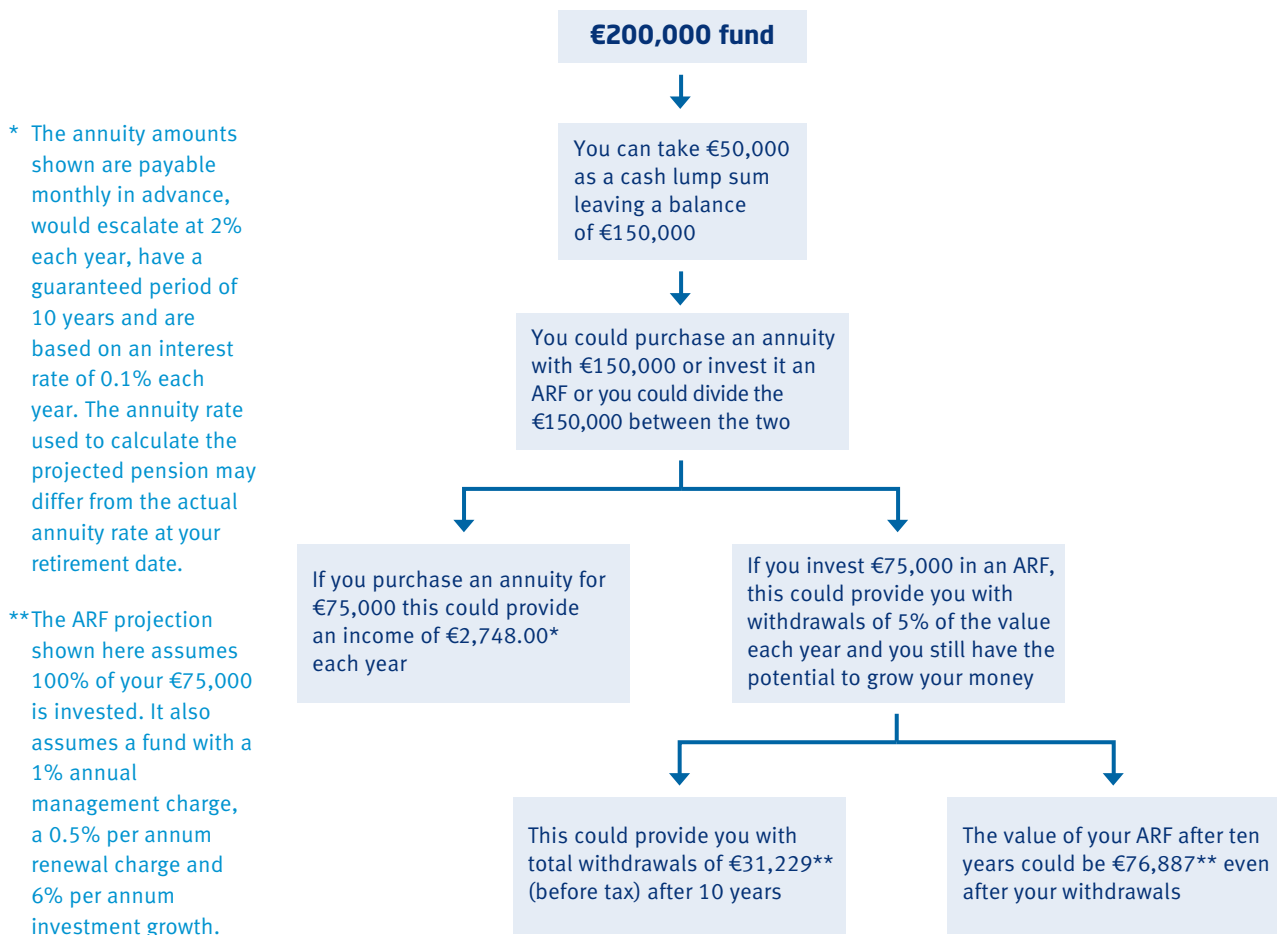 €200,000 fund
You can take €50,000
as a cash lump sum
leaving a balance
of €150,000
You could purchase an annuity
with €150,000 or invest it an
ARF or you could divide the
€150,000 between the two
If you purchase an annuity for
€75,000 this could provide
an income of €2,748.00*
each year
If you invest €75,000 in an ARF,
this could provide you with
withdrawals of 5% of the value
each year and you still have the
potential to grow your money
This could provide you with
total withdrawals of €31,229**
(before tax) after 10 years
The value of your ARF after ten
years could be €76,887** even
after your withdrawals
* The annuity amounts
shown are payable
monthly in advance,
would escalate at 2%
each year, have a
guaranteed period of
10 years and are
based on an interest
rate of 0.1% each
year. The annuity rate
used to calculate the
projected pension may
differ from the actual
annuity rate at your
retirement date.
**The ARF projection
shown here assumes
100% of your €75,000
is invested. It also
assumes a fund with a
1% annual
management charge,
a 0.5% per annum
renewal charge and
6% per annum
investment growth.